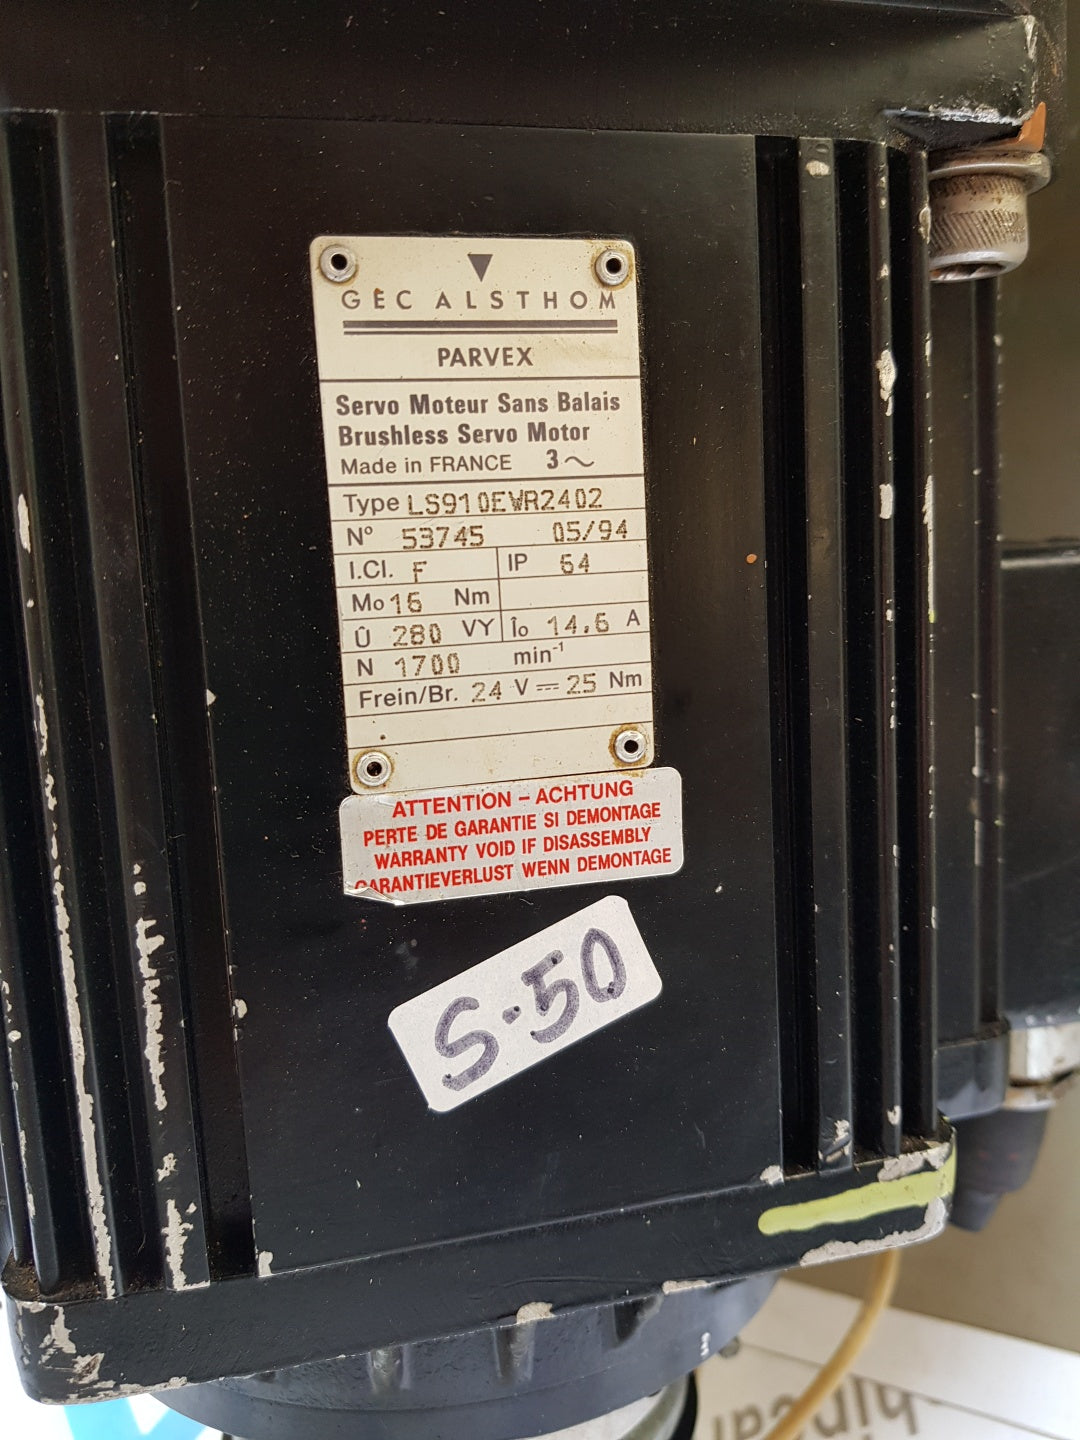 GEC ALSTHOM
PARVEX
Servo Moteur Sans Balais
Brushless Servo Motor
Made in FRANCE 3～
Type LS910EWR2402
Nº 53745 05/94
I.Cl. F IP 64
Mo 16 Nm
Û 280 VY Îo 14.6 A
N 1700 min⁻¹
Frein/Br. 24 V ⎓ 25 Nm
ATTENTION – ACHTUNG
PERTE DE GARANTIE SI DEMONTAGE
WARRANTY VOID IF DISASSEMBLY
GARANTIEVERLUST WENN DEMONTAGE
S·50